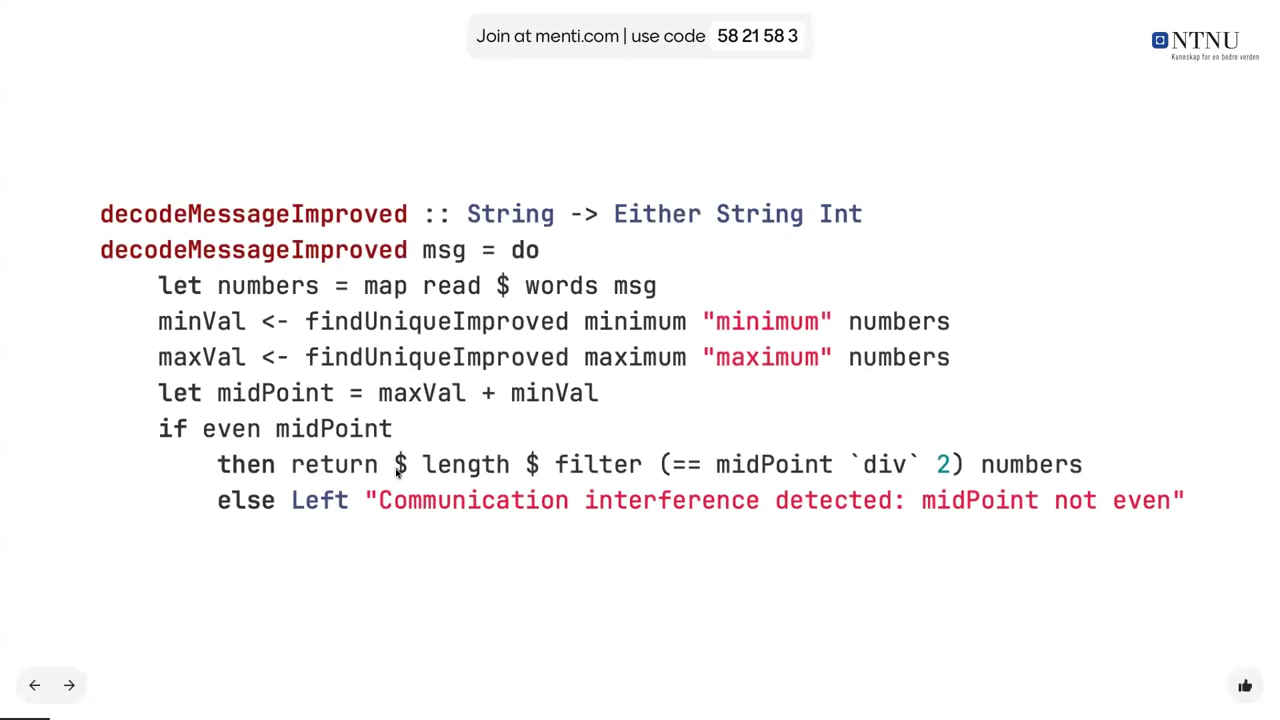 Join at menti.com | use code 58 21 58 3
NTNU
Kunnskap for en bedre verden
decodeMessageImproved :: String -> Either String Int
decodeMessageImproved msg = do
    let numbers = map read $ words msg
    minVal <- findUniqueImproved minimum "minimum" numbers
    maxVal <- findUniqueImproved maximum "maximum" numbers
    let midPoint = maxVal + minVal
    if even midPoint
        then return $ length $ filter (== midPoint `div` 2) numbers
        else Left "Communication interference detected: midPoint not even"